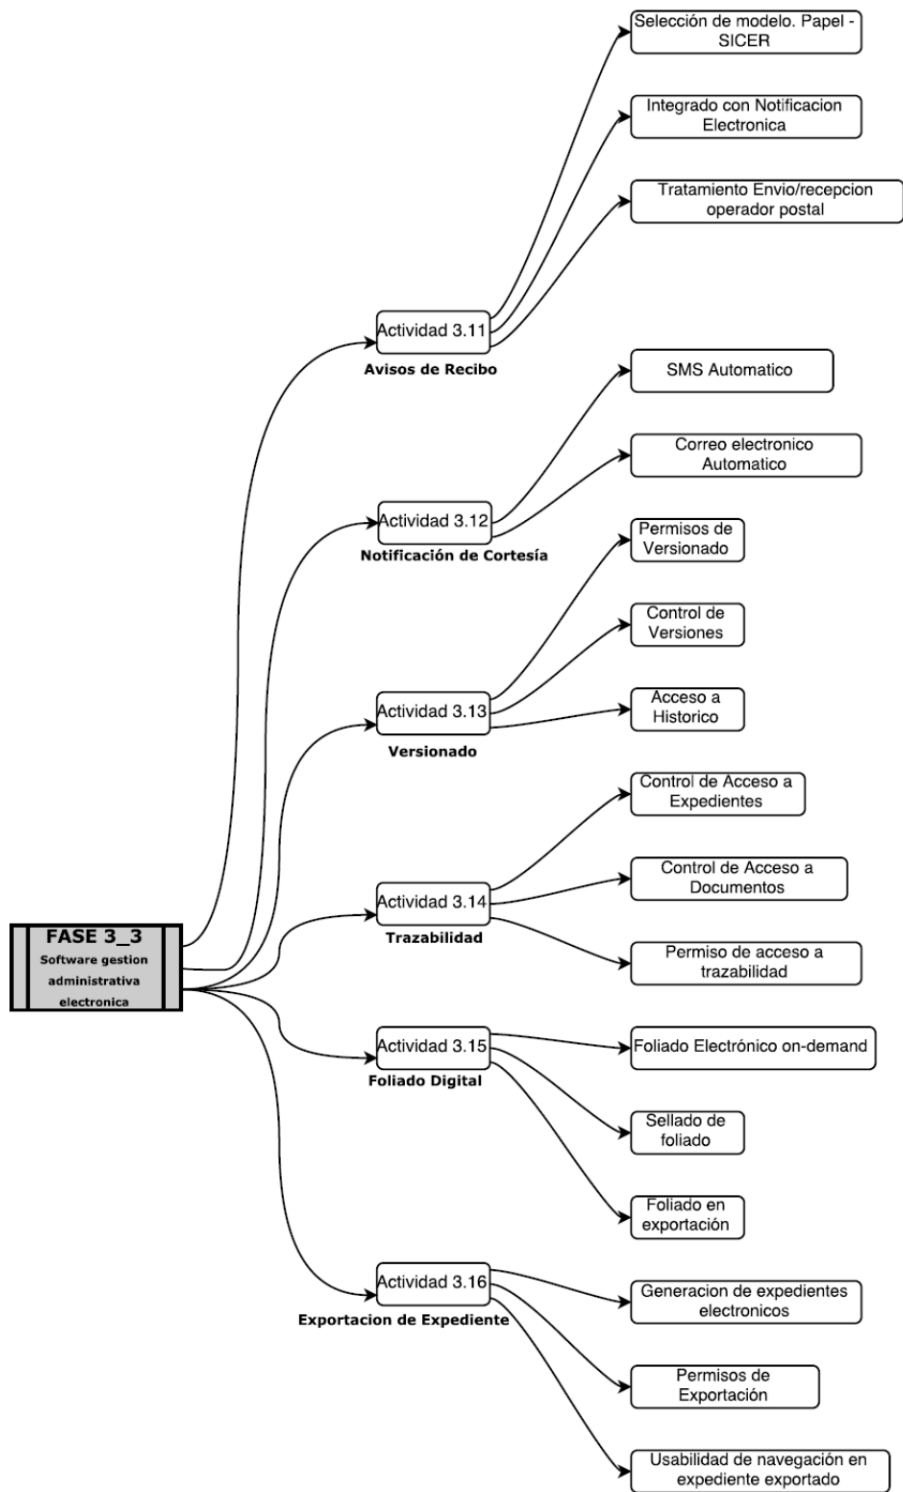 Selección de modelo. Papel -
SICER
Integrado con Notificacion
Electrónica
Tratamiento Envio/recepcion
operador postal
Actividad 3.11
Avisos de Recibo
SMS Automatico
Correo electronico
Automatico
Actividad 3.12
Notificación de Cortesía
Permisos de
Versionado
Control de
Versiones
Actividad 3.13
Versionado
Acceso a
Historico
Control de Acceso a
Expedientes
Control de Acceso a
Documentos
Actividad 3.14
Trazabilidad
Permiso de acceso a
trazabilidad
FASE 3_3
Software gestion
administrativa
electronica
Actividad 3.15
Foliado Digital
Foliado Electrónico on-demand
Sellado de
foliado
Foliado en
exportación
Actividad 3.16
Exportacion de Expediente
Generacion de expedientes
electronicos
Permisos de
Exportación
Usabilidad de navegación en
expediente exportado